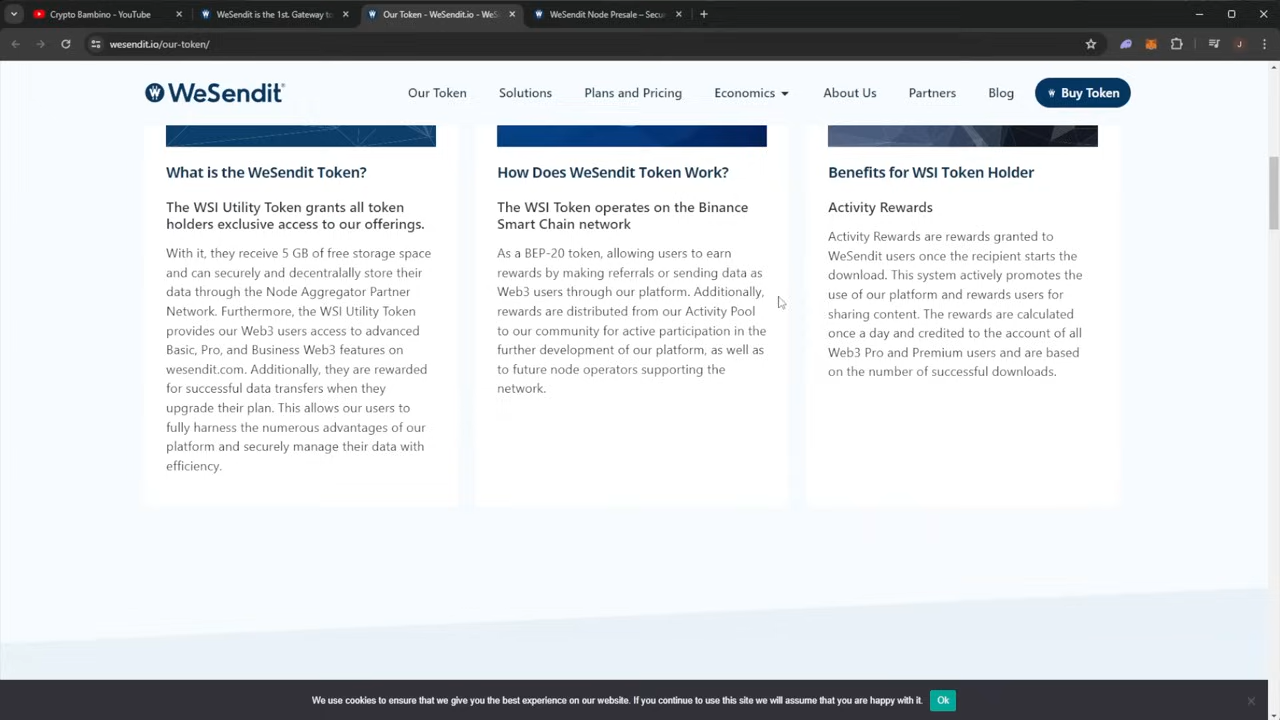 Crypto Bambino - YouTube
WeSendit is the 1st. Gateway to
Our Token - WeSendit.io - WeS
WeSendit Node Presale – Secu
wesendit.io/our-token/
J
WeSendit®
Our Token
Solutions
Plans and Pricing
Economics
About Us
Partners
Blog
Buy Token
What is the WeSendit Token?
The WSI Utility Token grants all token
holders exclusive access to our offerings.
With it, they receive 5 GB of free storage space
and can securely and decentralally store their
data through the Node Aggregator Partner
Network. Furthermore, the WSI Utility Token
provides our Web3 users access to advanced
Basic, Pro, and Business Web3 features on
wesendit.com. Additionally, they are rewarded
for successful data transfers when they
upgrade their plan. This allows our users to
fully harness the numerous advantages of our
platform and securely manage their data with
efficiency.
How Does WeSendit Token Work?
The WSI Token operates on the Binance
Smart Chain network
As a BEP-20 token, allowing users to earn
rewards by making referrals or sending data as
Web3 users through our platform. Additionally,
rewards are distributed from our Activity Pool
to our community for active participation in the
further development of our platform, as well as
to future node operators supporting the
network.
Benefits for WSI Token Holder
Activity Rewards
Activity Rewards are rewards granted to
WeSendit users once the recipient starts the
download. This system actively promotes the
use of our platform and rewards users for
sharing content. The rewards are calculated
once a day and credited to the account of all
Web3 Pro and Premium users and are based
on the number of successful downloads.
We use cookies to ensure that we give you the best experience on our website. If you continue to use this site we will assume that you are happy with it.
Ok